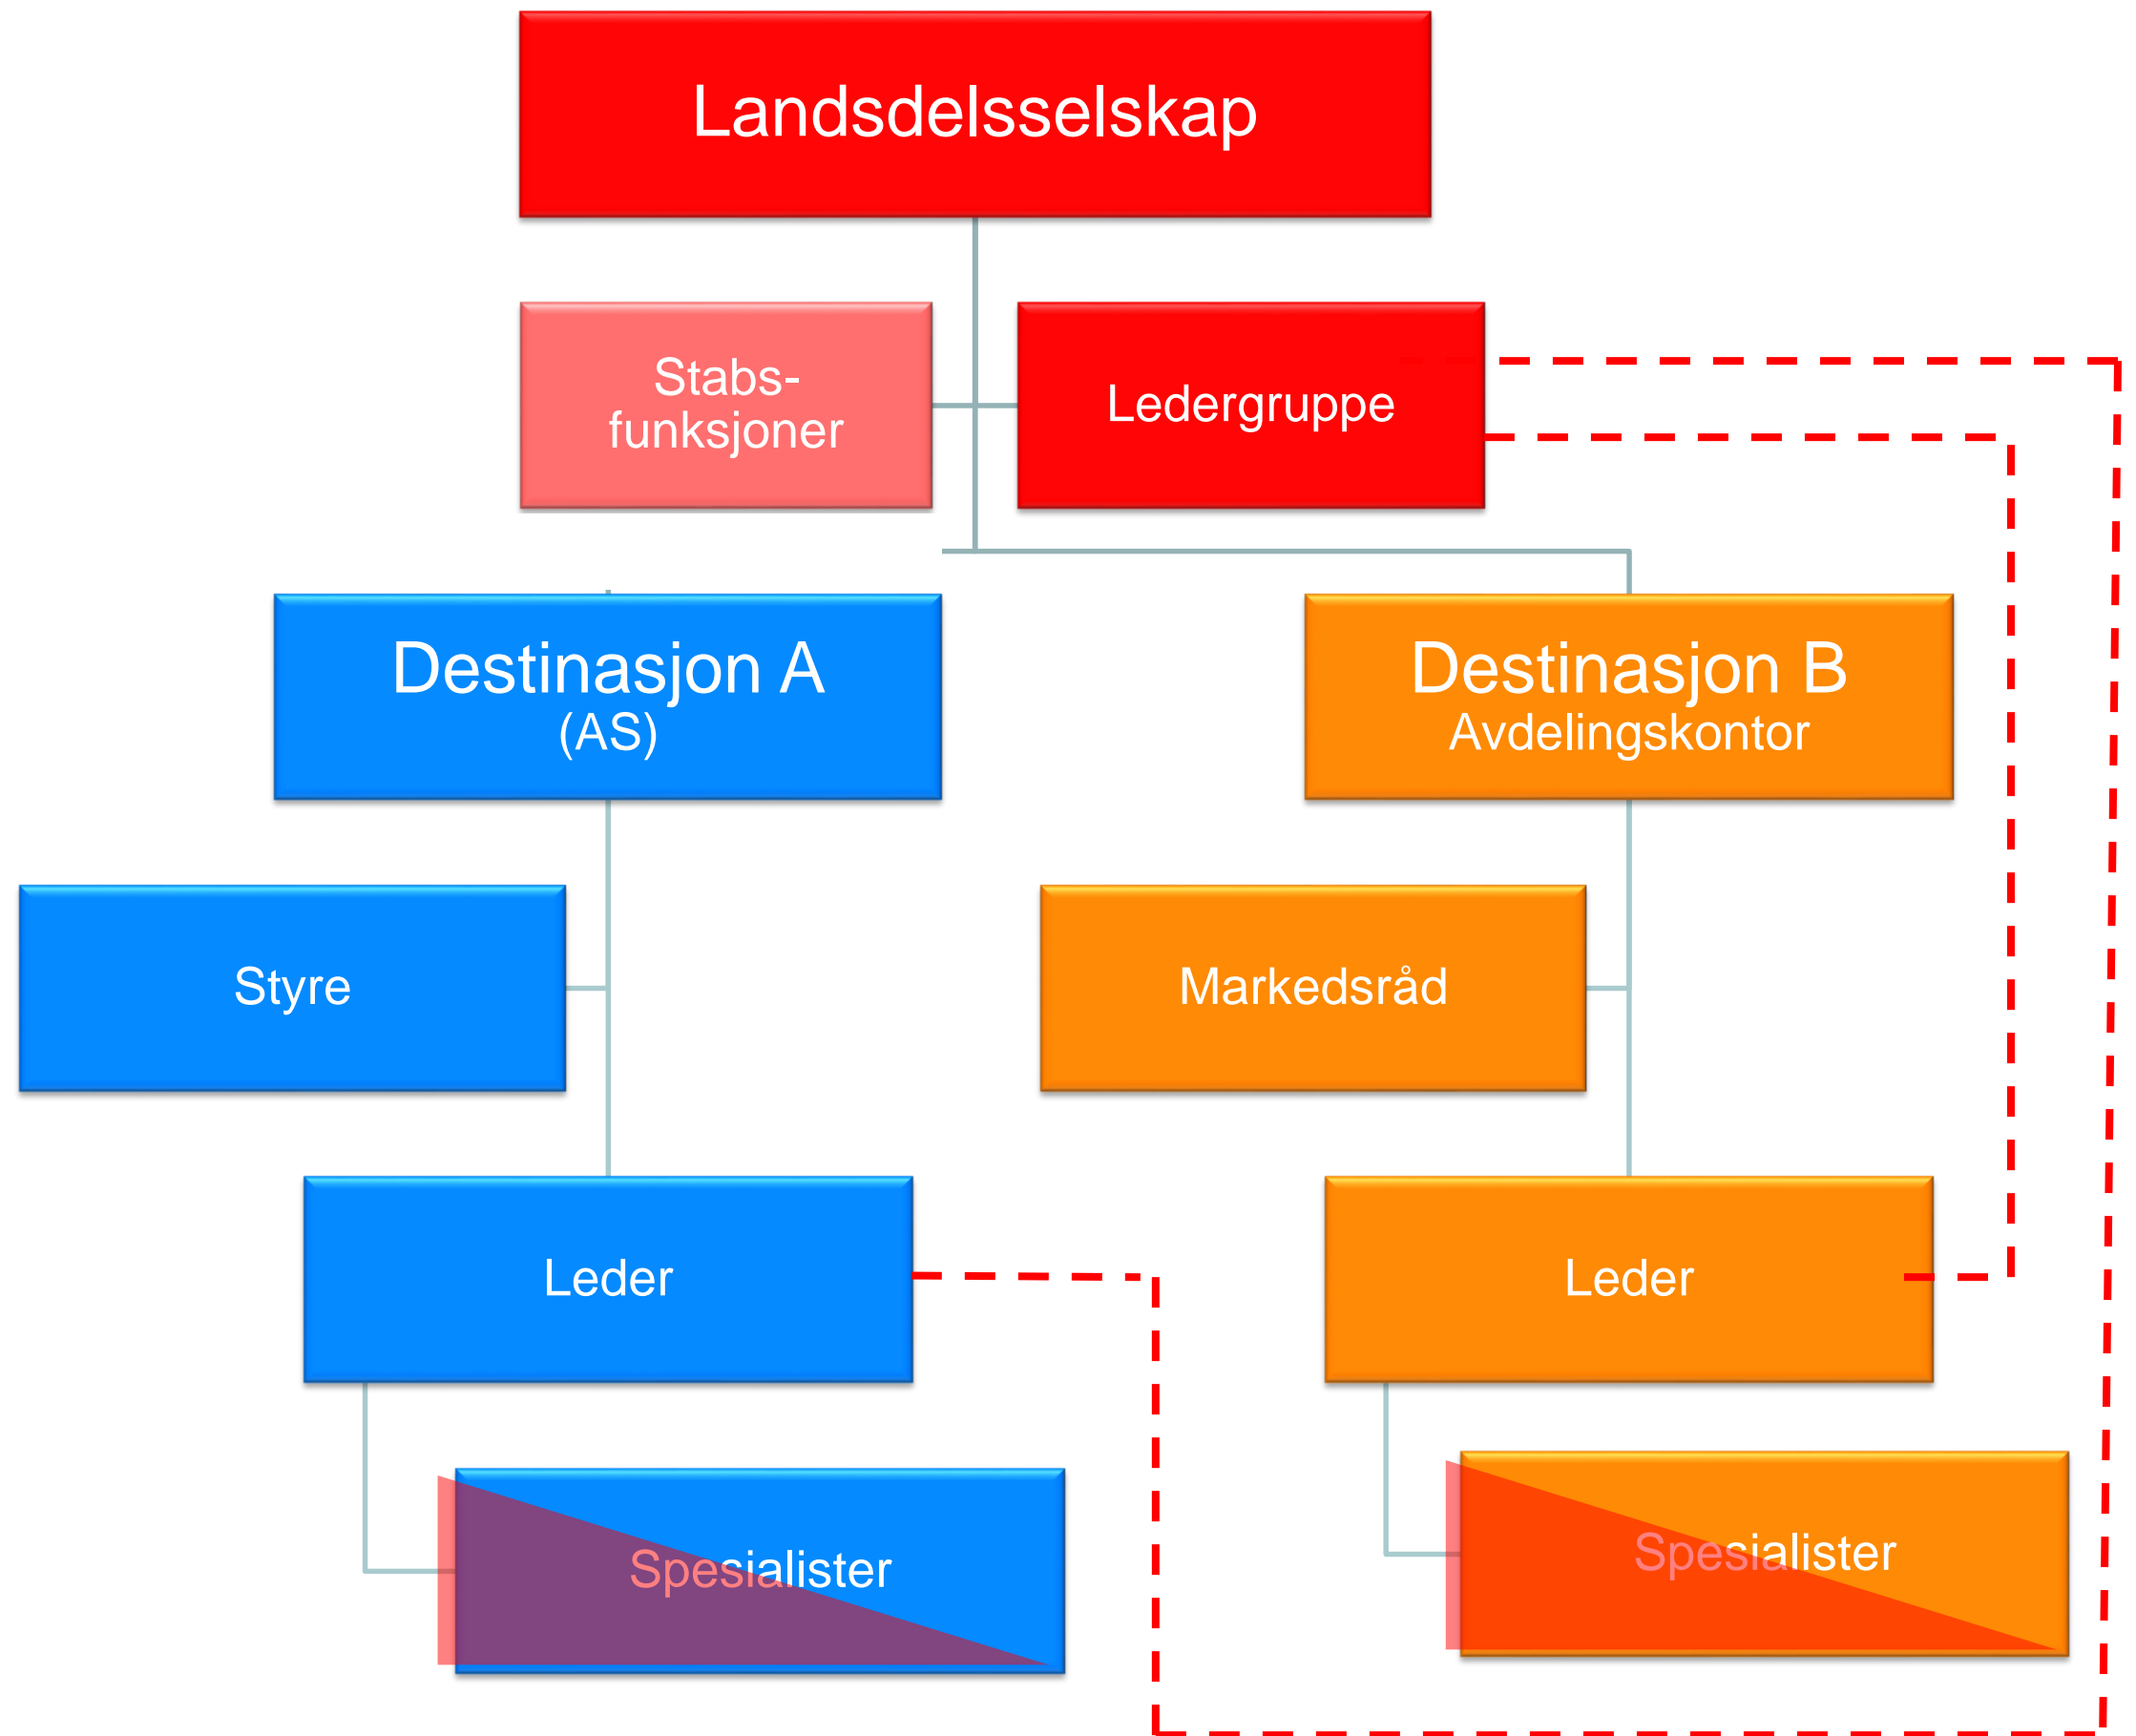 Landsdelsselskap
Stabs-
funksjoner
Ledergruppe
Destinasjon A
(AS)
Destinasjon B
Avdelingskontor
Styre
Markedsråd
Leder
Leder
Spesialister
Spesialister